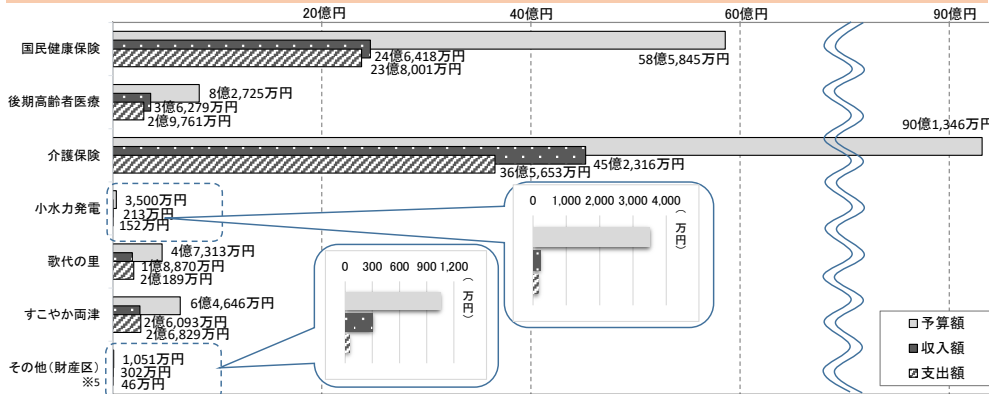 20億円 40億円 60億円 90億円
国民健康保険
58億5,845万円
24億6,418万円
23億8,001万円
後期高齢者医療
8億2,725万円
3億6,279万円
2億9,761万円
介護保険
90億1,346万円
45億2,316万円
36億5,653万円
小水力発電
3,500万円
213万円
152万円
0 1,000 2,000 3,000 4,000
(万円)
歌代の里
4億7,313万円
1億8,870万円
2億189万円
0 300 600 900 1,200
(万円)
すこやか両津
6億4,646万円
2億6,093万円
2億6,829万円
その他(財産区)
※5
1,051万円
302万円
46万円
予算額
収入額
支出額